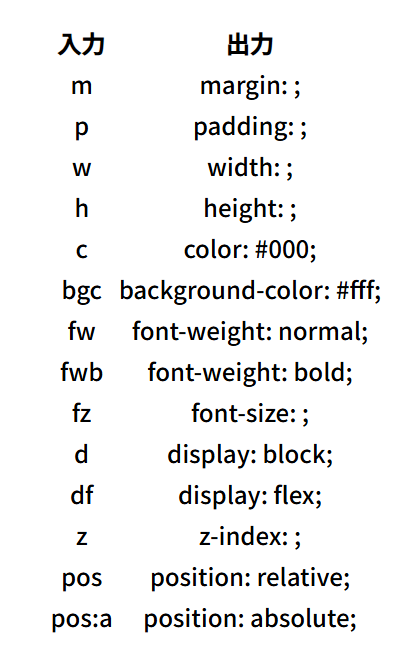 入力 出力
m margin: ;
p padding: ;
w width: ;
h height: ;
c color: #000;
bgc background-color: #fff;
fw font-weight: normal;
fwb font-weight: bold;
fz font-size: ;
d display: block;
df display: flex;
z z-index: ;
pos position: relative;
pos:a position: absolute;